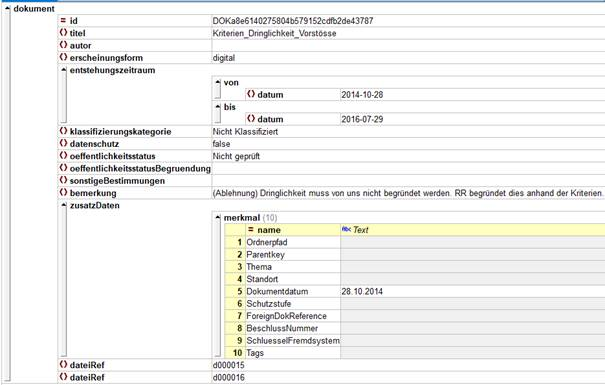 dokument
= id DOKa8e6140275804b579152cdfb2de43787
<> titel Kriterien_Dringlichkeit_Vorstösse
<> autor
<> erscheinungsform digital
entstehungszeitraum
von
<> datum 2014-10-28
bis
<> datum 2016-07-29
<> klassifizierungskategorie Nicht Klassifiziert
<> datenschutz false
<> oeffentlichkeitsstatus Nicht geprüft
<> oeffentlichkeitsstatusBegruendung
<> sonstigeBestimmungen
<> bemerkung (Ablehnung) Dringlichkeit muss von uns nicht begründet werden. RR begründet dies anhand der Kriterien.
zusatzDaten
merkmal (10)
= name Abc Text
1 Ordnerpfad
2 Parentkey
3 Thema
4 Standort
5 Dokumentdatum 28.10.2014
6 Schutzstufe
7 ForeignDokReference
8 BeschlussNummer
9 SchluesselFremdsystem
10 Tags
<> dateiRef d000015
<> dateiRef d000016